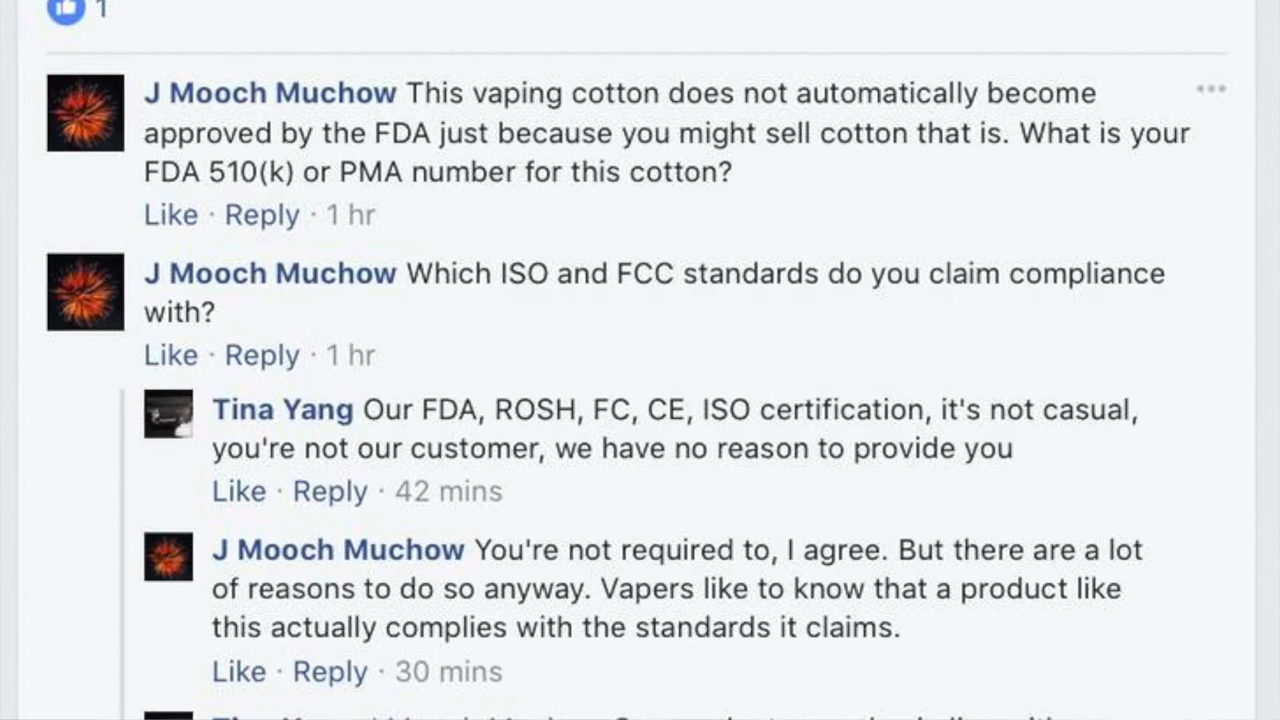 1
J Mooch Muchow This vaping cotton does not automatically become
approved by the FDA just because you might sell cotton that is. What is your
FDA 510(k) or PMA number for this cotton?
Like · Reply · 1 hr
J Mooch Muchow Which ISO and FCC standards do you claim compliance
with?
Like · Reply · 1 hr
Tina Yang Our FDA, ROSH, FC, CE, ISO certification, it's not casual,
you're not our customer, we have no reason to provide you
Like · Reply · 42 mins
J Mooch Muchow You're not required to, I agree. But there are a lot
of reasons to do so anyway. Vapers like to know that a product like
this actually complies with the standards it claims.
Like · Reply · 30 mins